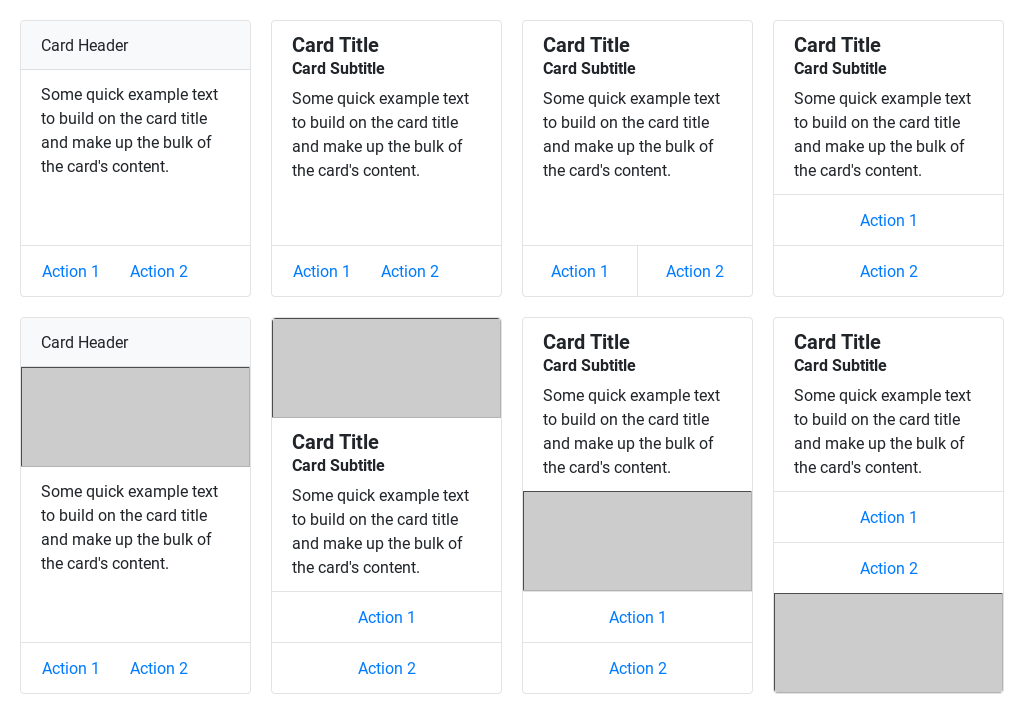 Card Header
Some quick example text
to build on the card title
and make up the bulk of
the card's content.
Action 1 Action 2
Card Title
Card Subtitle
Some quick example text
to build on the card title
and make up the bulk of
the card's content.
Action 1 Action 2
Card Title
Card Subtitle
Some quick example text
to build on the card title
and make up the bulk of
the card's content.
Action 1 Action 2
Card Title
Card Subtitle
Some quick example text
to build on the card title
and make up the bulk of
the card's content.
Action 1
Action 2
Card Header
Some quick example text
to build on the card title
and make up the bulk of
the card's content.
Action 1 Action 2
Card Title
Card Subtitle
Some quick example text
to build on the card title
and make up the bulk of
the card's content.
Action 1
Action 2
Card Title
Card Subtitle
Some quick example text
to build on the card title
and make up the bulk of
the card's content.
Action 1
Action 2
Card Title
Card Subtitle
Some quick example text
to build on the card title
and make up the bulk of
the card's content.
Action 1
Action 2